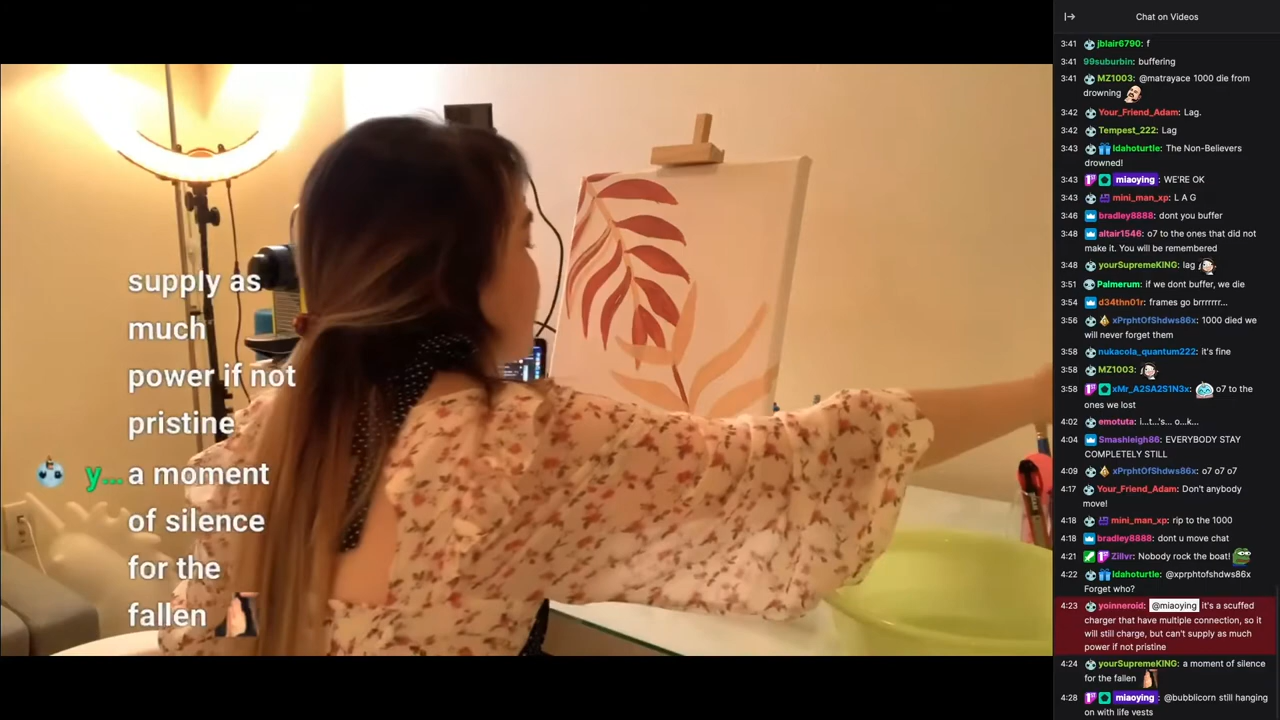 supply as
much
power if not
pristine
y... a moment
of silence
for the
fallen
Chat on Videos
3:41 jblair6790: f
3:41 99suburbin: buffering
3:41 MZ1003: @matrayace 1000 die from
drowning
3:42 Your_Friend_Adam: Lag.
3:42 Tempest_222: Lag
3:43 Idahoturtle: The Non-Believers
drowned!
3:43 miaoying: WE'RE OK
3:43 mini_man_xp: L A G
3:46 bradley8888: dont you buffer
3:48 altair1546: o7 to the ones that did not
make it. You will be remembered
3:48 yourSupremeKING: lag
3:51 Palmerum: if we dont buffer, we die
3:54 d34thn01r: frames go brrrrrrr...
3:56 xPrphtOfShdws86x: 1000 died we
will never forget them
3:58 nukacola_quantum222: it's fine
3:58 MZ1003:
3:58 xMr_A2SA2S1N3x: o7 to the
ones we lost
4:02 emotuta: i...t...'s... o...k...
4:04 Smashleigh86: EVERYBODY STAY
COMPLETELY STILL
4:09 xPrphtOfShdws86x: o7 o7 o7
4:17 Your_Friend_Adam: Don't anybody
move!
4:18 mini_man_xp: rip to the 1000
4:18 bradley8888: dont u move chat
4:21 Zillvr: Nobody rock the boat!
4:22 Idahoturtle: @xprphtofshdws86x
Forget who?
4:23 yoinneroid: @miaoying it's a scuffed
charger that have multiple connection, so it
will still charge, but can't supply as much
power if not pristine
4:24 yourSupremeKING: a moment of silence
for the fallen
4:28 miaoying: @bubblicorn still hanging
on with life vests